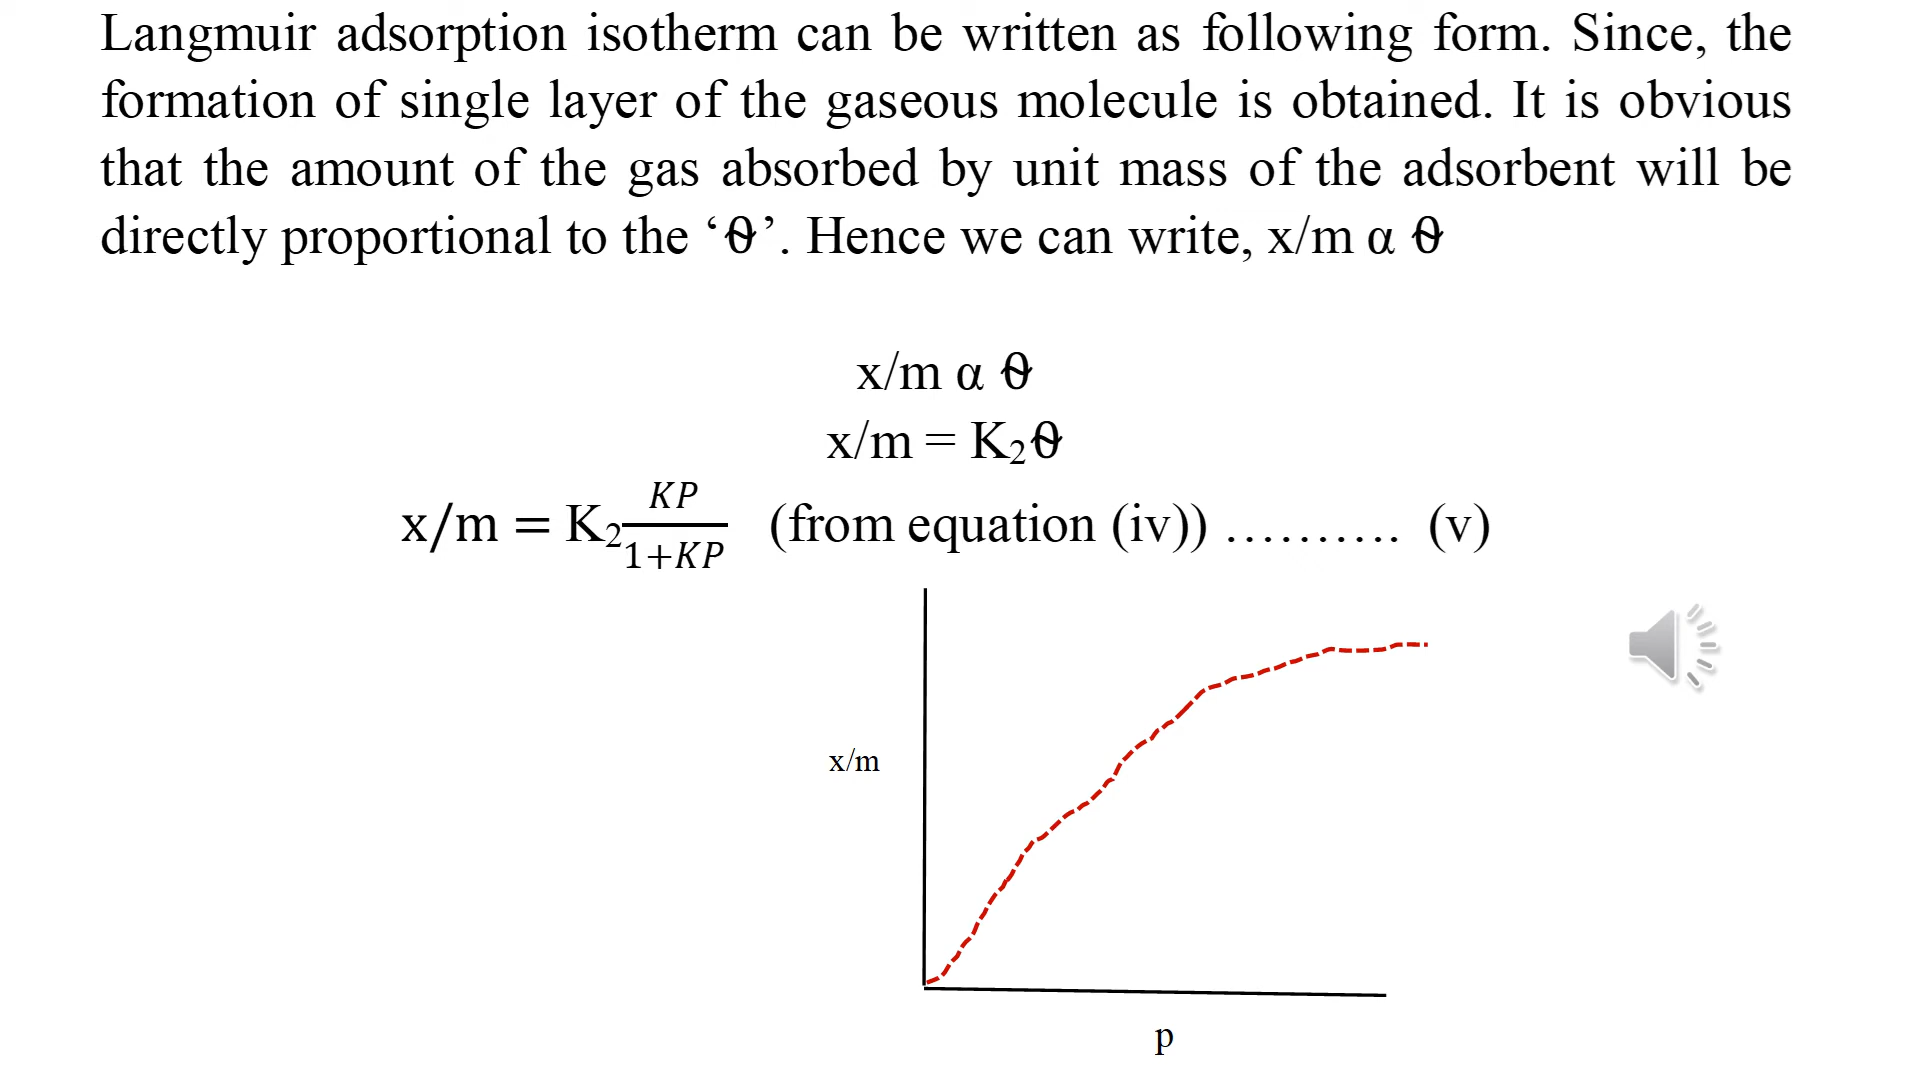 Langmuir adsorption isotherm can be written as following form. Since, the
formation of single layer of the gaseous molecule is obtained. It is obvious
that the amount of the gas absorbed by unit mass of the adsorbent will be
directly proportional to the ‘ꝋ’. Hence we can write, x/m α ꝋ
x/m α ꝋ
x/m = K₂ꝋ
x/m = K₂ KP/1+KP (from equation (iv)) ………. (v)
x/m
p